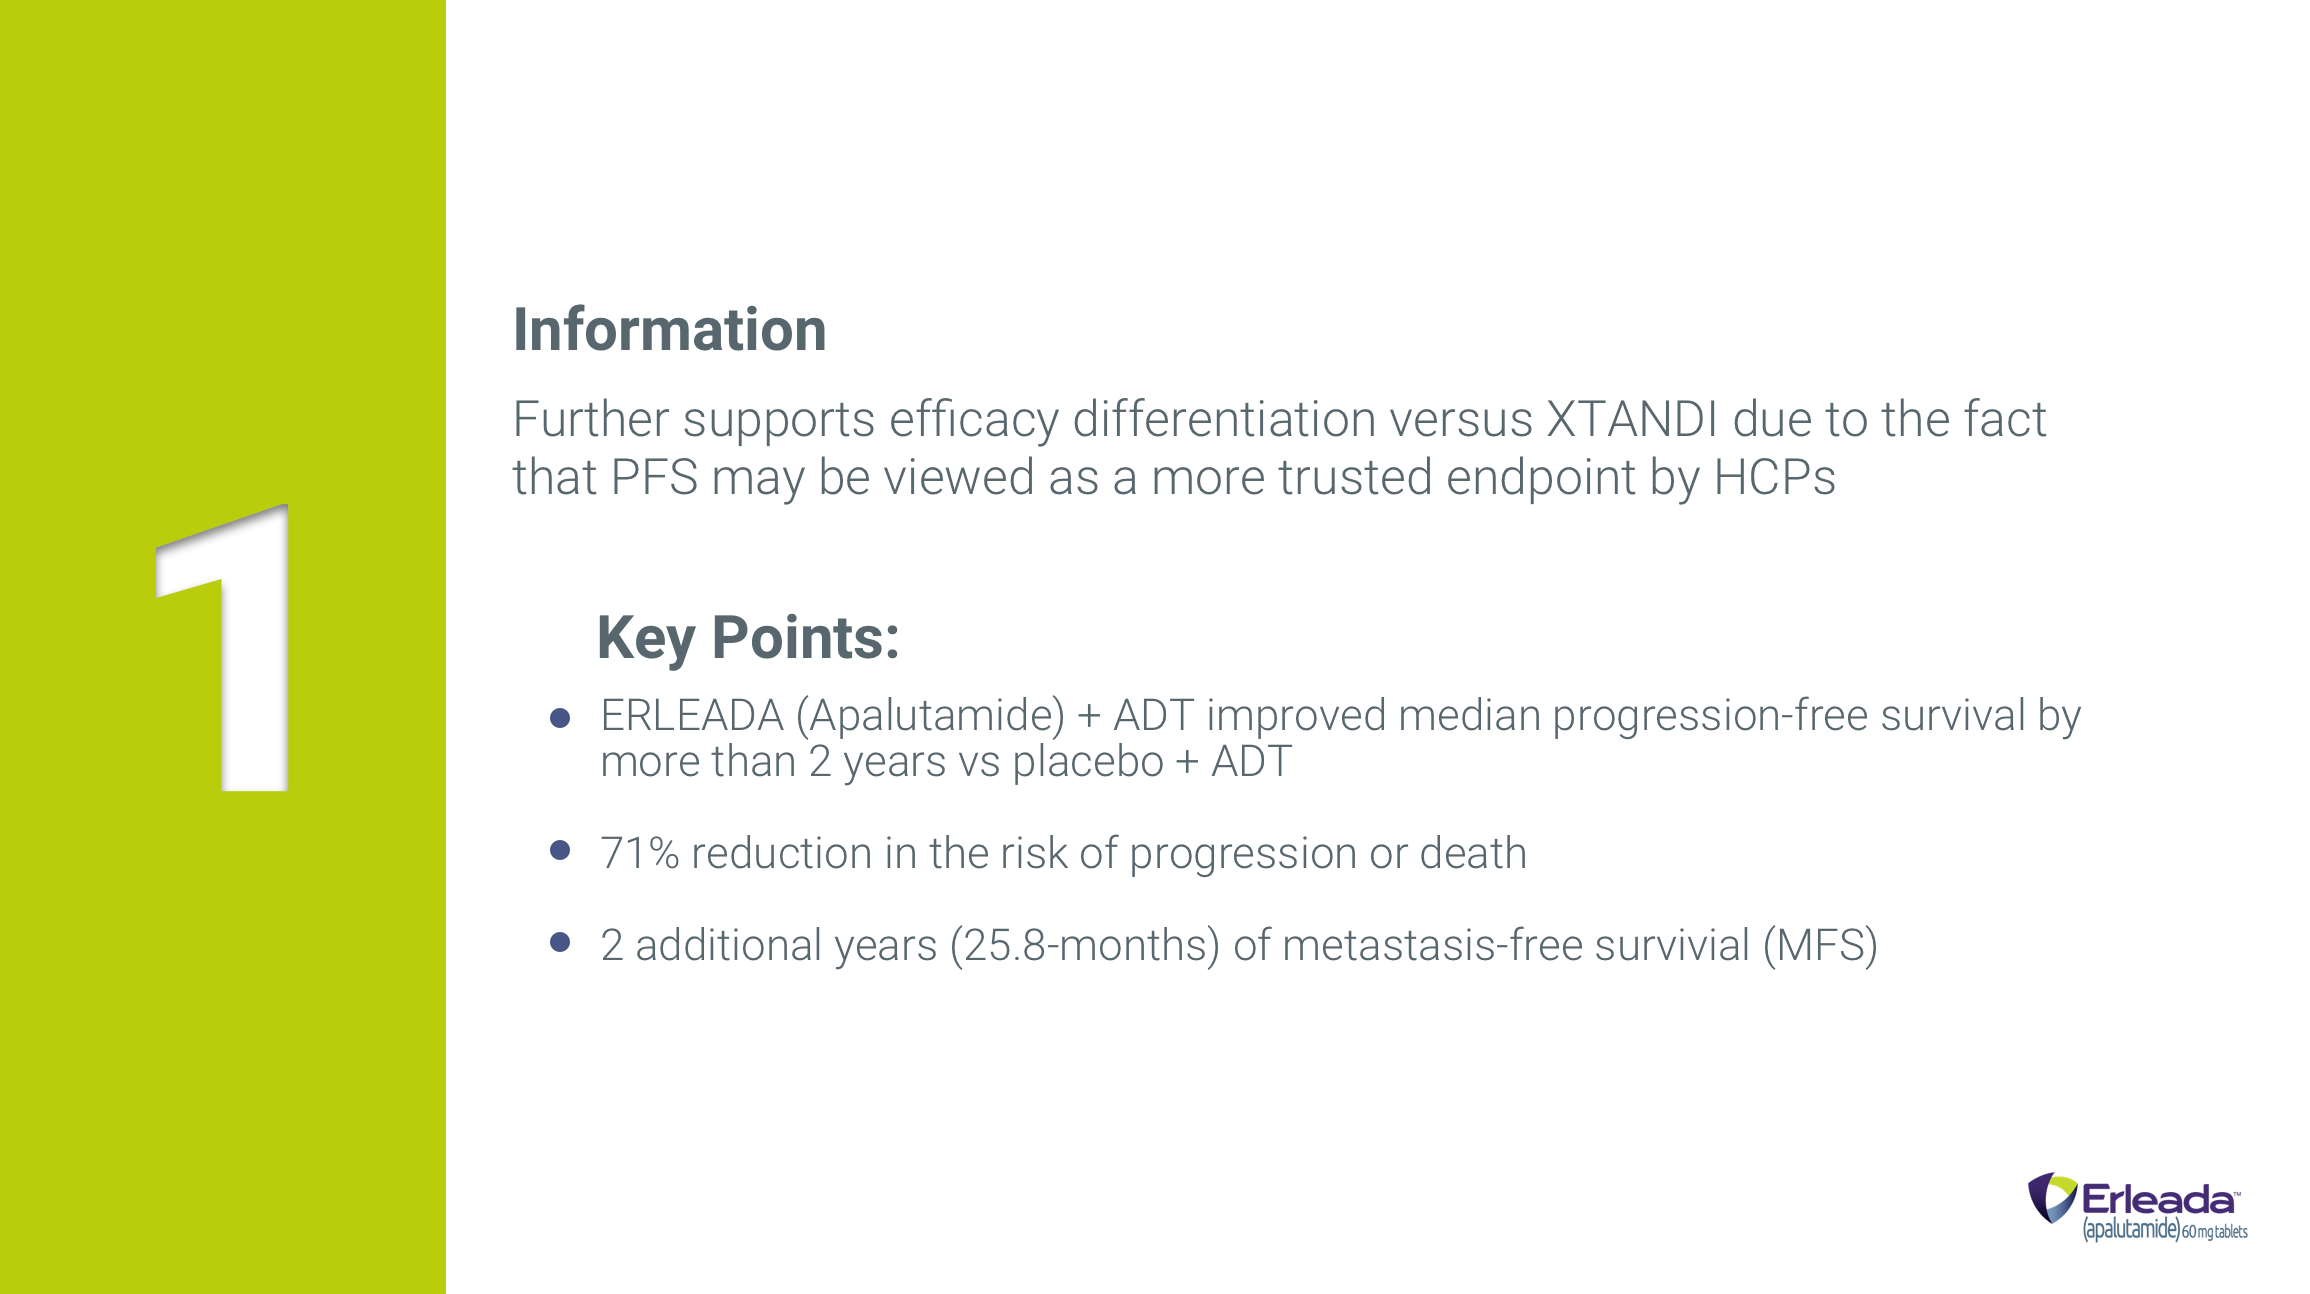 1
Information
Further supports efficacy differentiation versus XTANDI due to the fact
that PFS may be viewed as a more trusted endpoint by HCPs
Key Points:
ERLEADA (Apalutamide) + ADT improved median progression-free survival by
more than 2 years vs placebo + ADT
71% reduction in the risk of progression or death
2 additional years (25.8-months) of metastasis-free survivial (MFS)
Erleada™
(apalutamide) 60 mg tablets